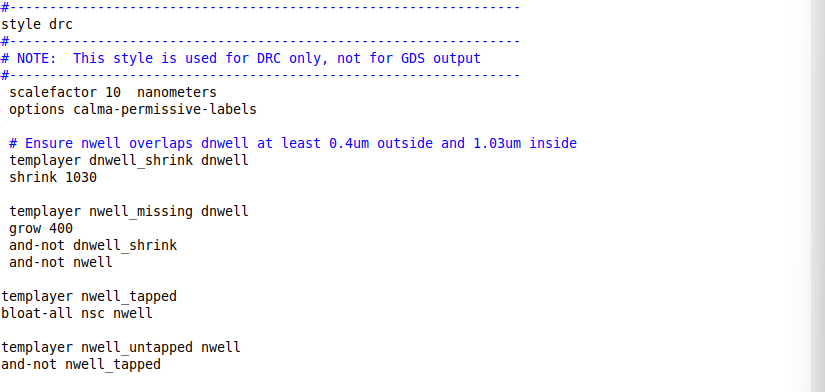 #----------------------------------------------------------------
style drc
#----------------------------------------------------------------
# NOTE:  This style is used for DRC only, not for GDS output
#----------------------------------------------------------------
 scalefactor 10  nanometers
 options calma-permissive-labels
 # Ensure nwell overlaps dnwell at least 0.4um outside and 1.03um inside
 templayer dnwell_shrink dnwell
 shrink 1030
 templayer nwell_missing dnwell
 grow 400
 and-not dnwell_shrink
 and-not nwell
templayer nwell_tapped
bloat-all nsc nwell
templayer nwell_untapped nwell
and-not nwell_tapped